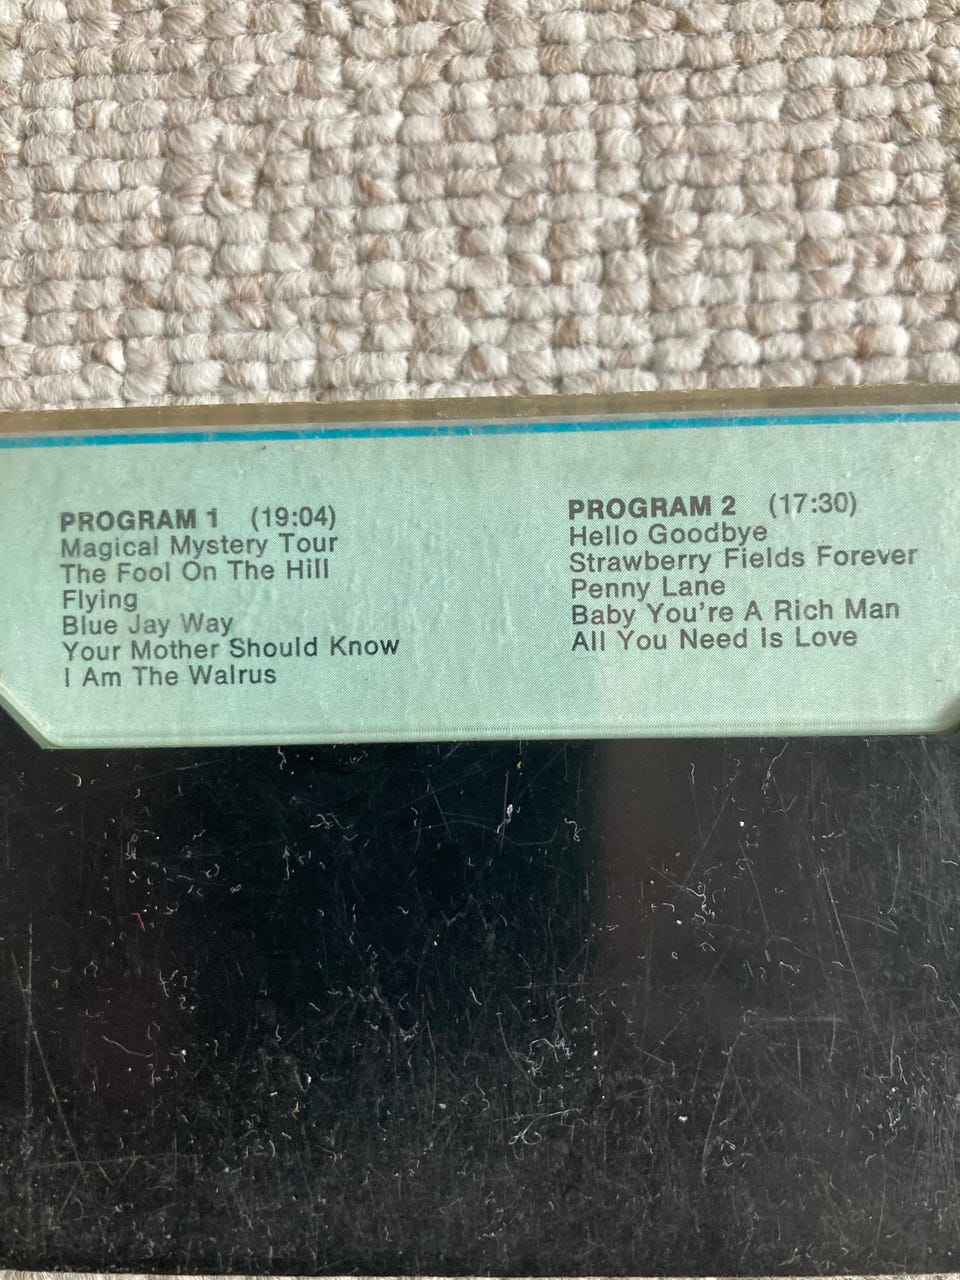 PROGRAM 1 (19:04)
Magical Mystery Tour
The Fool On The Hill
Flying
Blue Jay Way
Your Mother Should Know
I Am The Walrus
PROGRAM 2 (17:30)
Hello Goodbye
Strawberry Fields Forever
Penny Lane
Baby You're A Rich Man
All You Need Is Love